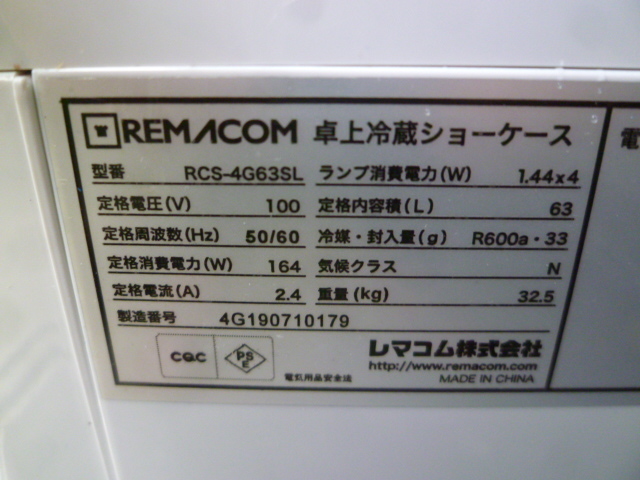 REMACOM 卓上冷蔵ショーケース
型番 RCS-4G63SL ランプ消費電力(W) 1.44x4
定格電圧(V) 100 定格内容積(L) 63
定格周波数(Hz) 50/60 冷媒・封入量(g) R600a・33
定格消費電力(W) 164 気候クラス N
定格電流(A) 2.4 重量(kg) 32.5
製造番号 4G190710179
CQC PSE 電気用品安全法
レマコム株式会社
http://www.remacom.com/
MADE IN CHINA
電